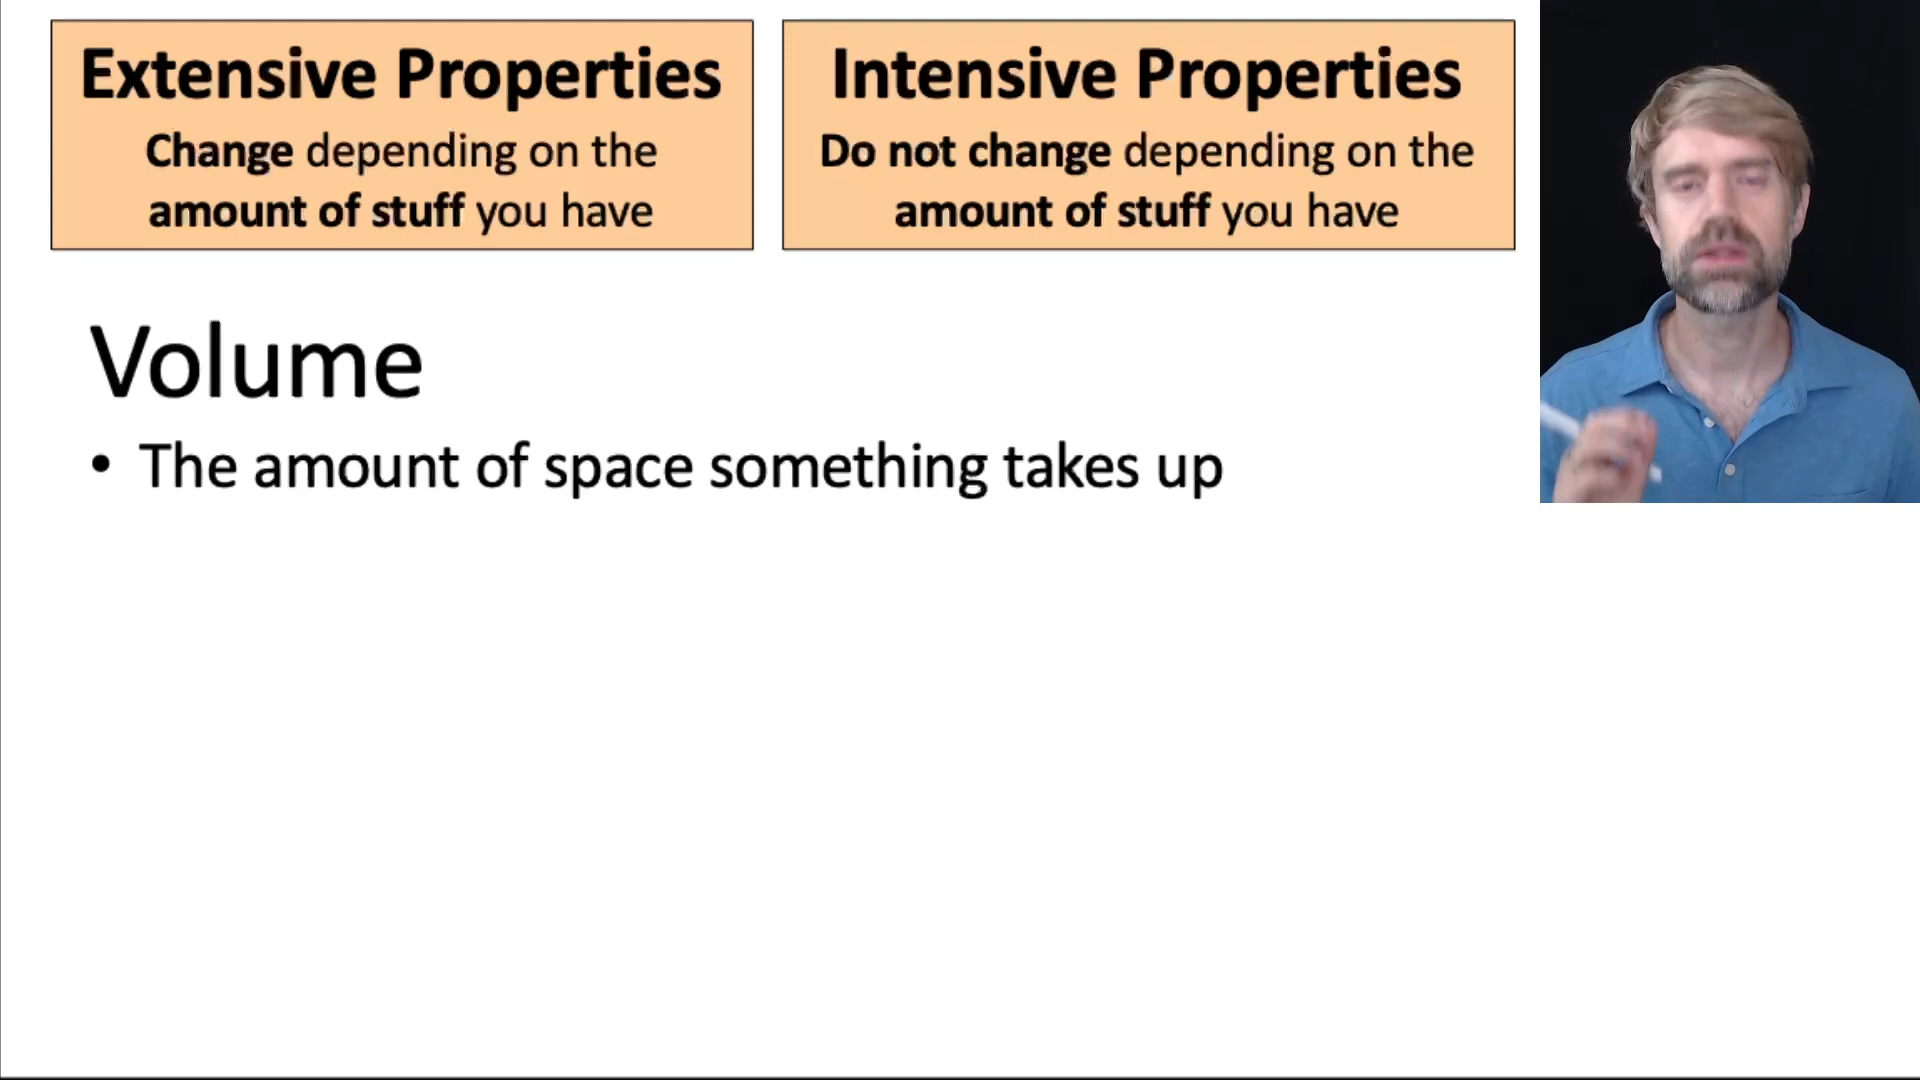 Extensive Properties
Change depending on the
amount of stuff you have
Intensive Properties
Do not change depending on the
amount of stuff you have
Volume
• The amount of space something takes up